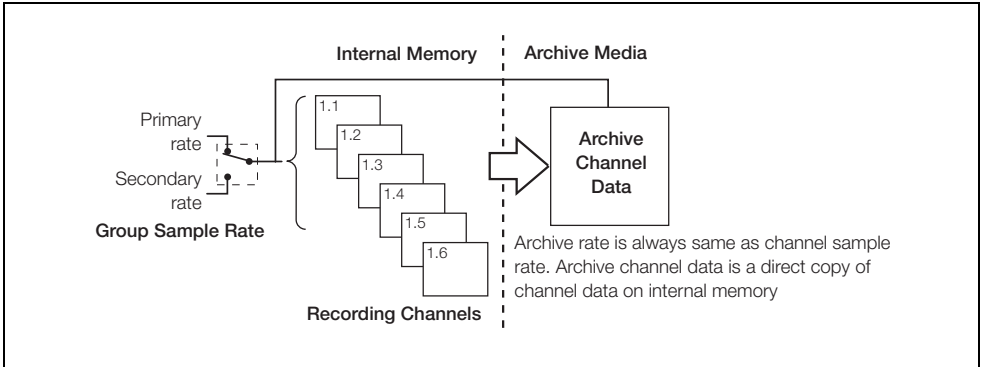 Internal Memory
Archive Media
Primary
rate
Secondary
rate
Group Sample Rate
1.1
1.2
1.3
1.4
1.5
1.6
Recording Channels
Archive
Channel
Data
Archive rate is always same as channel sample
rate. Archive channel data is a direct copy of
channel data on internal memory